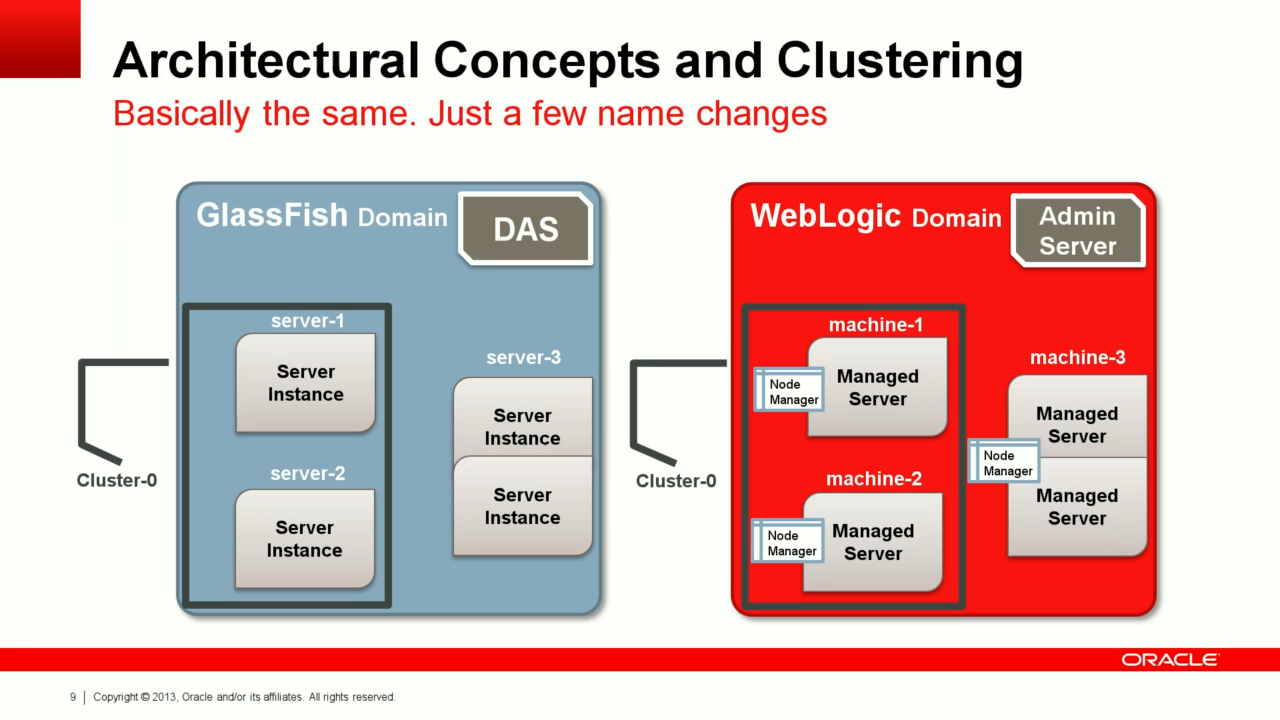 Architectural Concepts and Clustering
Basically the same. Just a few name changes
GlassFish Domain
DAS
server-1
Server
Instance
server-2
Server
Instance
server-3
Server
Instance
Server
Instance
Cluster-0
WebLogic Domain
Admin
Server
machine-1
Node
Manager
Managed
Server
machine-2
Node
Manager
Managed
Server
machine-3
Managed
Server
Node
Manager
Managed
Server
Cluster-0
ORACLE
9 Copyright © 2013, Oracle and/or its affiliates. All rights reserved.